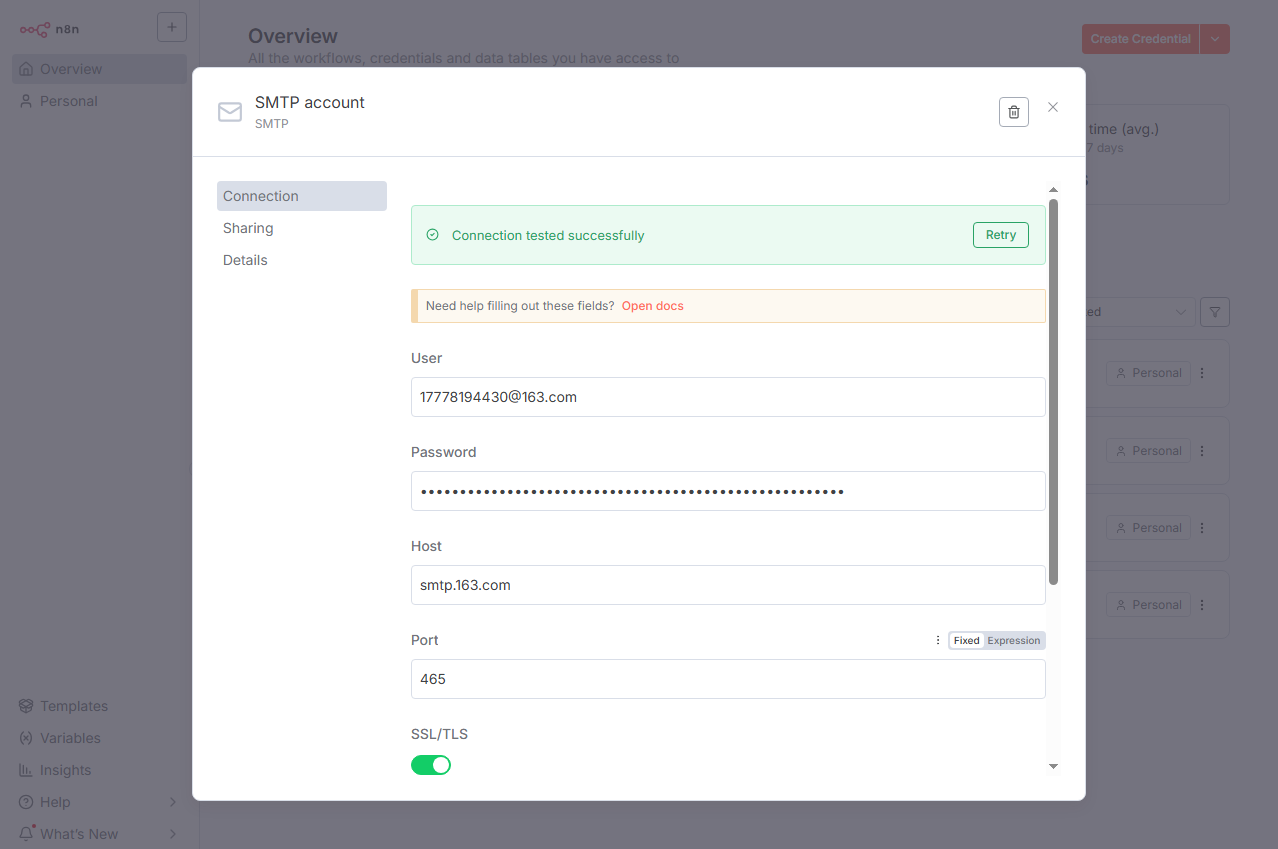 n8n
Overview
Personal
Templates
Variables
Insights
Help
What's New
Overview
All the workflows, credentials and data tables you have access to
Create Credential
time (avg.)
7 days
ed
Personal
Personal
Personal
Personal
SMTP account
SMTP
Connection
Sharing
Details
Connection tested successfully
Retry
Need help filling out these fields? Open docs
User
17778194430@163.com
Password
••••••••••••••••••••••••••••••••••••••••••••••••••••••
Host
smtp.163.com
Port
Fixed Expression
465
SSL/TLS